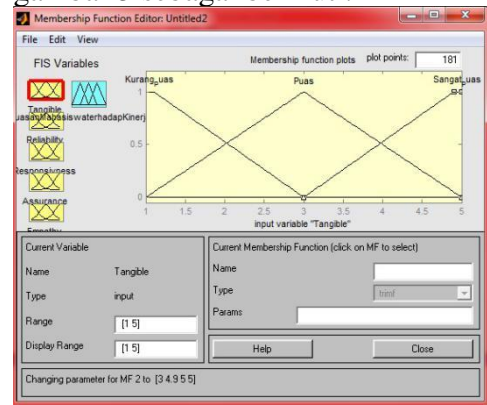 Membership Function Editor: Untitled2
File Edit View
FIS Variables
Membership function plots
plot points: 181
Kurang_puas Puas Sangat_puas
Tangible
Reliability
Responsivness
Assurance
1
0.5
0
1 1.5 2 2.5 3 3.5 4 4.5 5
input variable "Tangible"
Current Variable
Name Tangible
Type input
Range [1 5]
Display Range [1 5]
Current Membership Function (click on MF to select)
Name
Type trimf
Params
Help Close
Changing parameter for MF 2 to [3 4.9 5 5]